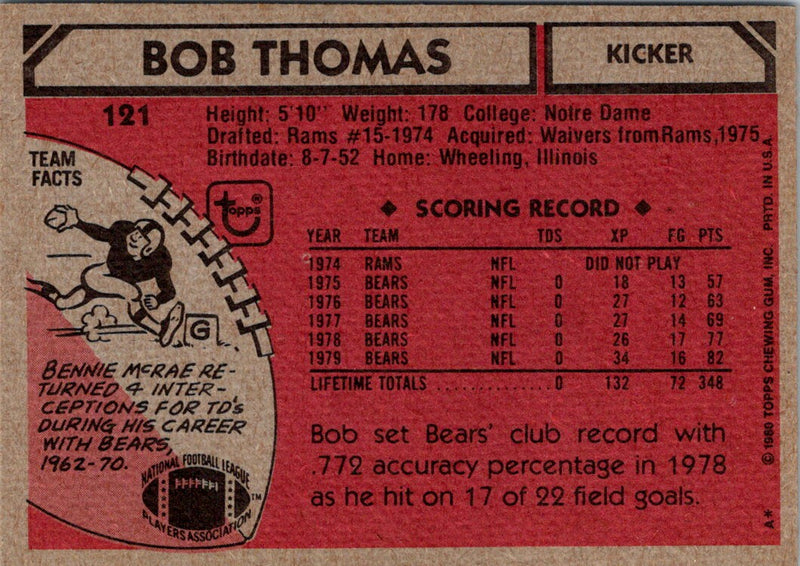 BOB THOMAS
KICKER
121
Height: 5'10" Weight: 178 College: Notre Dame
Drafted: Rams #15-1974 Acquired: Waivers from Rams, 1975
Birthdate: 8-7-52 Home: Wheeling, Illinois
TEAM
FACTS
topps®
◆ SCORING RECORD ◆
YEAR TEAM TDS XP FG PTS
1974 RAMS NFL DID NOT PLAY
1975 BEARS NFL 0 18 13 57
1976 BEARS NFL 0 27 12 63
1977 BEARS NFL 0 27 14 69
1978 BEARS NFL 0 26 17 77
1979 BEARS NFL 0 34 16 82
LIFETIME TOTALS 0 132 72 348
G
BENNIE McRAE RE-
TURNED 4 INTER-
CEPTIONS FOR TD's
DURING HIS CAREER
WITH BEARS,
1962-70.
Bob set Bears' club record with
.772 accuracy percentage in 1978
as he hit on 17 of 22 field goals.
NATIONAL FOOTBALL LEAGUE
PLAYERS ASSOCIATION
TM
© 1980 TOPPS CHEWING GUM, INC. PRTD. IN U.S.A.
A*